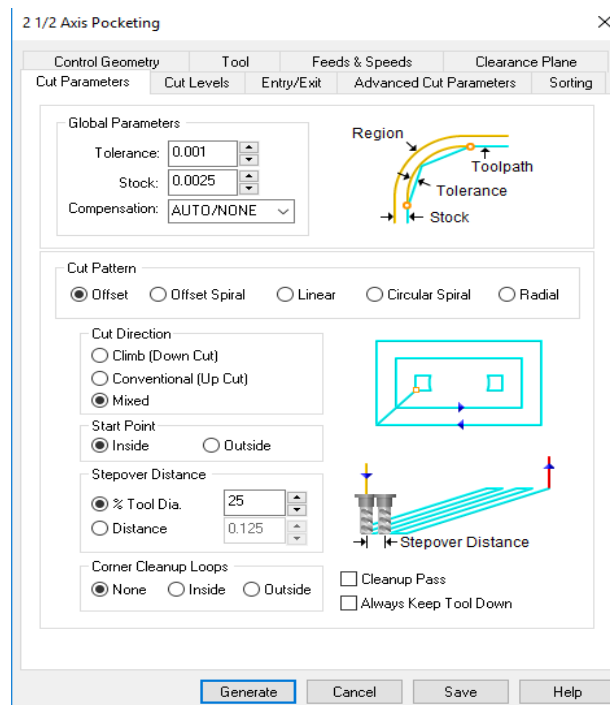 2 1/2 Axis Pocketing
Control Geometry Tool Feeds & Speeds Clearance Plane
Cut Parameters Cut Levels Entry/Exit Advanced Cut Parameters Sorting
Global Parameters
Tolerance: 0.001
Stock: 0.0025
Compensation: AUTO/NONE
Region
Toolpath
Tolerance
Stock
Cut Pattern
Offset Offset Spiral Linear Circular Spiral Radial
Cut Direction
Climb (Down Cut)
Conventional (Up Cut)
Mixed
Start Point
Inside Outside
Stepover Distance
% Tool Dia. 25
Distance 0.125
Stepover Distance
Corner Cleanup Loops
None Inside Outside
Cleanup Pass
Always Keep Tool Down
Generate Cancel Save Help